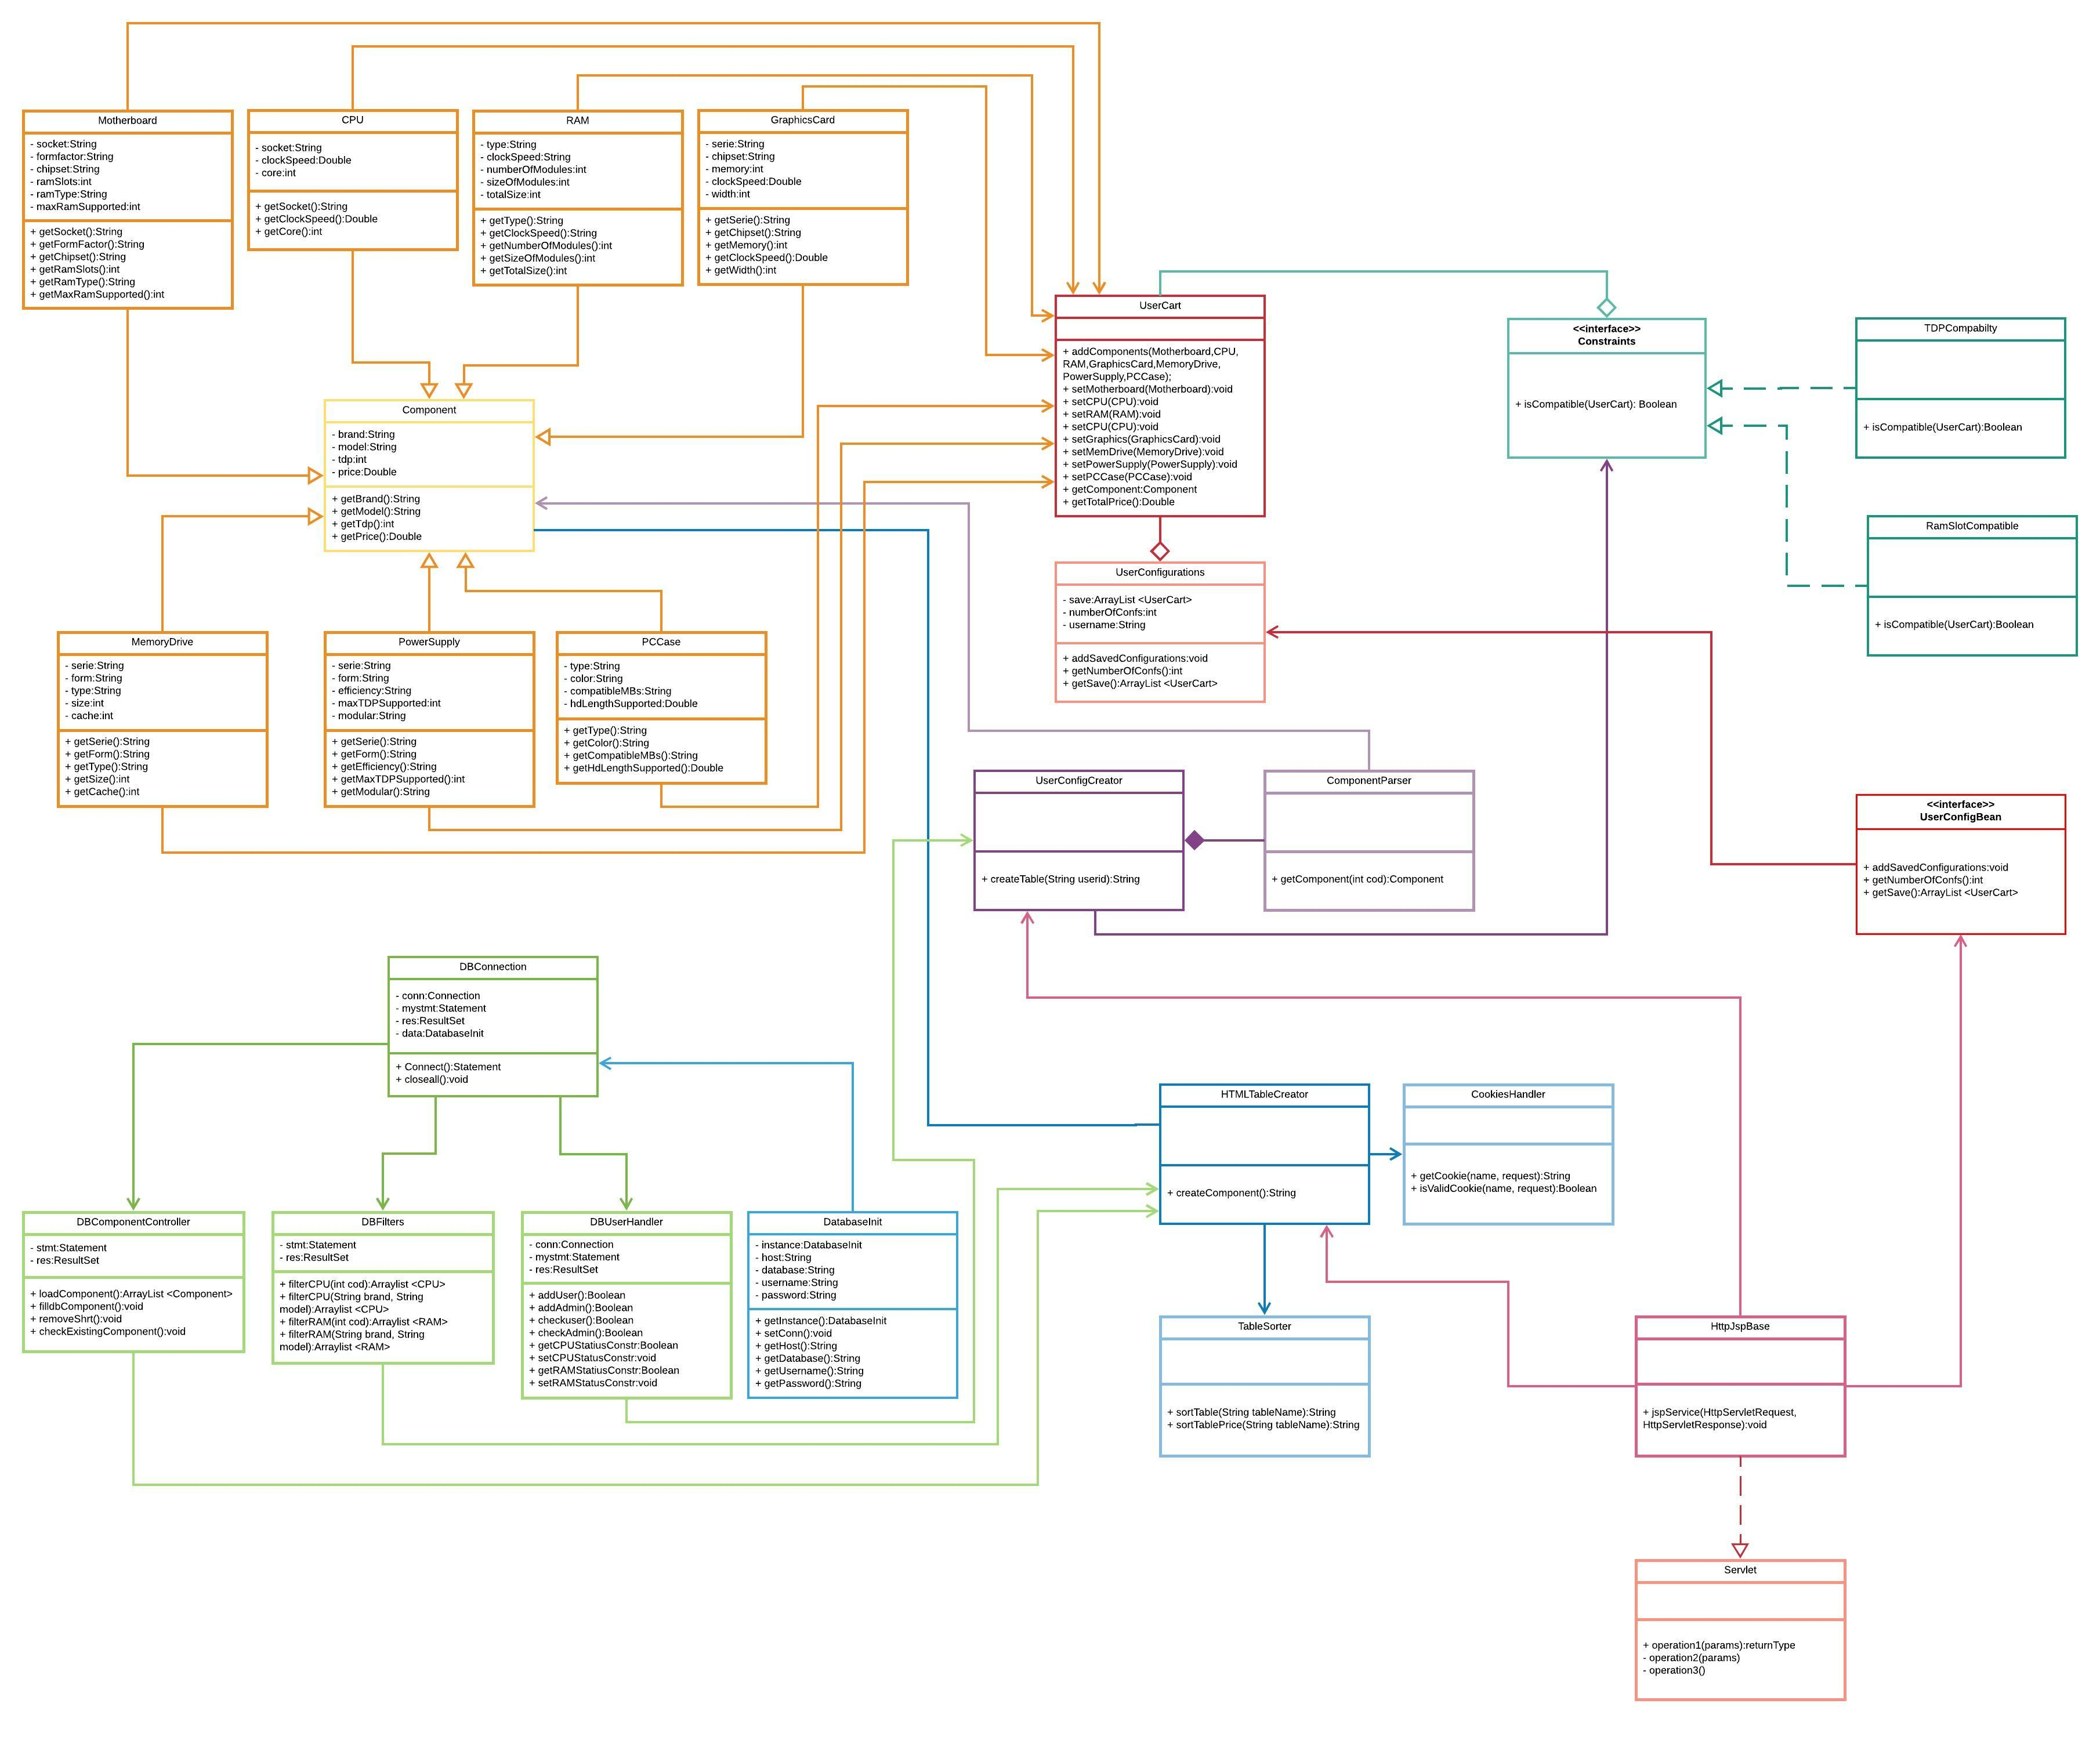 Motherboard
- socket:String
- formfactor:String
- chipset:String
- ramSlots:int
- ramType:String
- maxRamSupported:int
+ getSocket():String
+ getFormFactor():String
+ getChipset():String
+ getRamSlots():int
+ getRamType():String
+ getMaxRamSupported():int
CPU
- socket:String
- clockSpeed:Double
- core:int
+ getSocket():String
+ getClockSpeed():Double
+ getCore():int
RAM
- type:String
- clockSpeed:String
- numberOfModules:int
- sizeOfModules:int
- totalSize:int
+ getType():String
+ getClockSpeed():String
+ getNumberOfModules():int
+ getSizeOfModules():int
+ getTotalSize():int
GraphicsCard
- serie:String
- chipset:String
- memory:int
- clockSpeed:Double
- width:int
+ getSerie():String
+ getChipset():String
+ getMemory():int
+ getClockSpeed():Double
+ getWidth():int
UserCart
+ addComponents(Motherboard,CPU,
RAM,GraphicsCard,MemoryDrive,
PowerSupply,PCCase);
+ setMotherboard(Motherboard):void
+ setCPU(CPU):void
+ setRAM(RAM):void
+ setCPU(CPU):void
+ setGraphics(GraphicsCard):void
+ setMemDrive(MemoryDrive):void
+ setPowerSupply(PowerSupply):void
+ setPCCase(PCCase):void
+ getComponent:Component
+ getTotalPrice():Double
<<interface>>
Constraints
+ isCompatible(UserCart): Boolean
TDPCompabilty
+ isCompatible(UserCart):Boolean
RamSlotCompatible
+ isCompatible(UserCart):Boolean
Component
- brand:String
- model:String
- tdp:int
- price:Double
+ getBrand():String
+ getModel():String
+ getTdp():int
+ getPrice():Double
UserConfigurations
- save:ArrayList <UserCart>
- numberOfConfs:int
- username:String
+ addSavedConfigurations:void
+ getNumberOfConfs():int
+ getSave():ArrayList <UserCart>
MemoryDrive
- serie:String
- form:String
- type:String
- size:int
- cache:int
+ getSerie():String
+ getForm():String
+ getType():String
+ getSize():int
+ getCache():int
PowerSupply
- serie:String
- form:String
- efficiency:String
- maxTDPSupported:int
- modular:String
+ getSerie():String
+ getForm():String
+ getEfficiency():String
+ getMaxTDPSupported():int
+ getModular():String
PCCase
- type:String
- color:String
- compatibleMBs:String
- hdLengthSupported:Double
+ getType():String
+ getColor():String
+ getCompatibleMBs():String
+ getHdLengthSupported():Double
UserConfigCreator
+ createTable(String userid):String
ComponentParser
+ getComponent(int cod):Component
<<interface>>
UserConfigBean
+ addSavedConfigurations:void
+ getNumberOfConfs():int
+ getSave():ArrayList <UserCart>
DBConnection
- conn:Connection
- mystmt:Statement
- res:ResultSet
- data:DatabaseInit
+ Connect():Statement
+ closeall():void
HTMLTableCreator
+ createComponent():String
CookiesHandler
+ getCookie(name, request):String
+ isValidCookie(name, request):Boolean
DBComponentController
- stmt:Statement
- res:ResultSet
+ loadComponent():ArrayList <Component>
+ filldbComponent():void
+ removeShrt():void
+ checkExistingComponent():void
DBFilters
- stmt:Statement
- res:ResultSet
+ filterCPU(int cod):Arraylist <CPU>
+ filterCPU(String brand, String
model):Arraylist <CPU>
+ filterRAM(int cod):Arraylist <RAM>
+ filterRAM(String brand, String
model):Arraylist <RAM>
DBUserHandler
- conn:Connection
- mystmt:Statement
- res:ResultSet
+ addUser():Boolean
+ addAdmin():Boolean
+ checkuser():Boolean
+ checkAdmin():Boolean
+ getCPUStatiusConstr:Boolean
+ setCPUStatusConstr:void
+ getRAMStatiusConstr:Boolean
+ setRAMStatusConstr:void
DatabaseInit
- instance:DatabaseInit
- host:String
- database:String
- username:String
- password:String
+ getInstance():DatabaseInit
+ setConn():void
+ getHost():String
+ getDatabase():String
+ getUsername():String
+ getPassword():String
TableSorter
+ sortTable(String tableName):String
+ sortTablePrice(String tableName):String
HttpJspBase
+ jspService(HttpServletRequest,
HttpServletResponse):void
Servlet
+ operation1(params):returnType
- operation2(params)
- operation3()